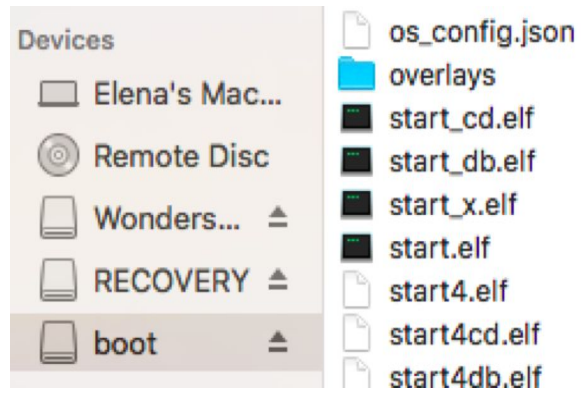 Devices
Elena's Mac...
Remote Disc
Wonders...
RECOVERY
boot
os_config.json
overlays
start_cd.elf
start_db.elf
start_x.elf
start.elf
start4.elf
start4cd.elf
start4db.elf